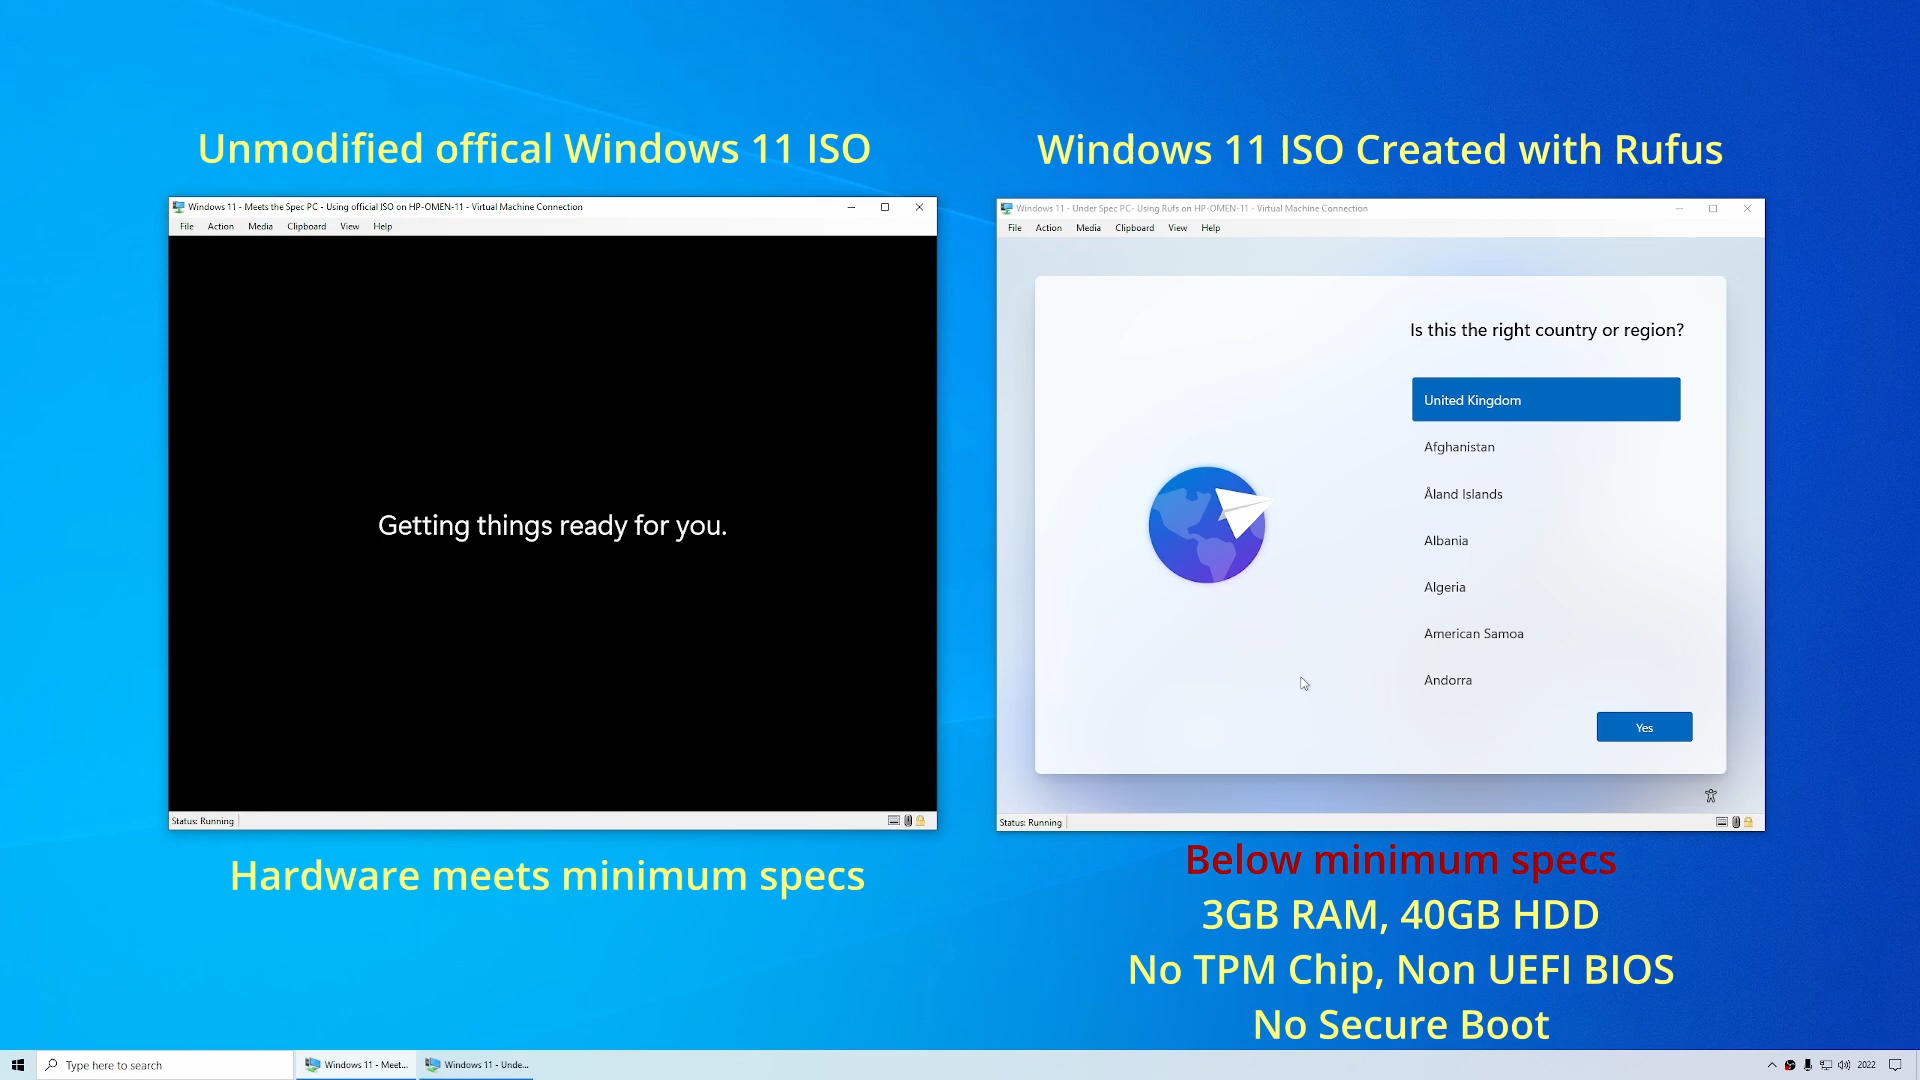 Unmodified offical Windows 11 ISO
Windows 11 - Meets the Spec PC - Using official ISO on HP-OMEN-11 - Virtual Machine Connection
File Action Media Clipboard View Help
Getting things ready for you.
Status: Running
Hardware meets minimum specs
Windows 11 ISO Created with Rufus
Windows 11 - Under Spec PC- Using Rufs on HP-OMEN-11 - Virtual Machine Connection
File Action Media Clipboard View Help
Is this the right country or region?
United Kingdom
Afghanistan
Åland Islands
Albania
Algeria
American Samoa
Andorra
Yes
Status: Running
Below minimum specs
3GB RAM, 40GB HDD
No TPM Chip, Non UEFI BIOS
No Secure Boot
Type here to search
Windows 11 - Meet...
Windows 11 - Unde...
2022